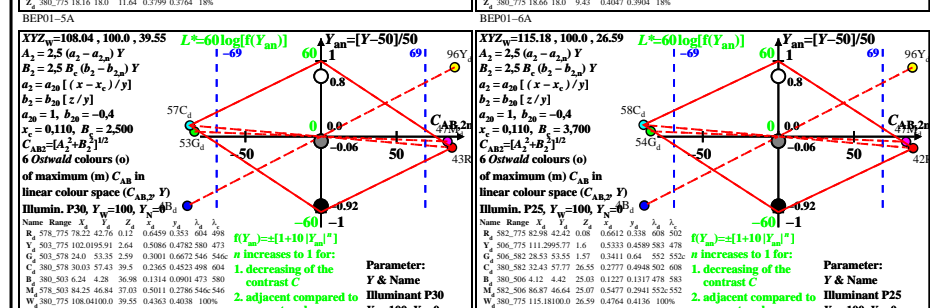 Z_d 380_775 18.16 18.0 11.64 0.3799 0.3764 18%
BEP01-5A
XYZ_W=108.04 , 100.0 , 39.55
L*=60log[f(Y_an)]
Y_an=[Y−50]/50
A_2 = 2,5 (a_2 - a_2,n) Y
B_2 = 2,5 B_c (b_2 − b_2,n) Y
a_2 = a_20 [ ( x − x_c )/y]
b_2 = b_20 [ z/y ]
a_20 = 1, b_20 = −0,4
x_c = 0,110, B_c = 2,500
C_AB2=[A_2^2+B_2^2]^1/2
6 Ostwald colours (o)
of maximum (m) C_AB in
linear colour space (C_AB,2, Y)
Illumin. P30, Y_W=100, Y_N=0
−69
60
1
69
96Y_d
0.8
57C_d
53G_d
0
0.0
−0.06
−50
50
C_AB,2
43R
−0.92
−60
−1
Name Range X_d Y_d Z_d x_d y_d λ_d λ_c
R_d 578_775 78.22 42.76 0.12 0.6459 0.353 604 498
Y_d 503_775 102.01 95.91 2.64 0.5086 0.4782 580 473
G_d 503_578 24.0 53.35 2.59 0.3001 0.6672 546 546c
C_d 380_578 30.03 57.43 39.5 0.2365 0.4523 498 604
B_d 380_503 6.24 4.28 36.98 0.1314 0.0901 473 580
M_d 578_503 84.25 46.84 37.03 0.5011 0.2786 546c 546
380_775 108.04 100.0 39.55 0.4363 0.4038 100%
f(Y_an)=±[1+10|Y_an|^n]
n increases to 1 for:
1. decreasing of the
contrast C
2. adjacent compared to
Parameter:
Y & Name
Illuminant P30
Z_d 380_775 18.66 18.0 9.43 0.4047 0.3904 18%
BEP01-6A
XYZ_W=115.18 , 100.0 , 26.59
L*=60log[f(Y_an)]
Y_an=[Y−50]/50
A_2 = 2,5 (a_2 - a_2,n) Y
B_2 = 2,5 B_c (b_2 − b_2,n) Y
a_2 = a_20 [ ( x − x_c )/y]
b_2 = b_20 [ z/y ]
a_20 = 1, b_20 = −0,4
x_c = 0,110, B_c = 3,700
C_AB2=[A_2^2+B_2^2]^1/2
6 Ostwald colours (o)
of maximum (m) C_AB in
linear colour space (C_AB,2, Y)
Illumin. P25, Y_W=100, Y_N=0
−69
60
1
69
96Y
0.8
58C_d
54G_d
0
0.0
−0.06
−50
50
C_AB,2
−0.92
−60
−1
Name Range X_d Y_d Z_d x_d y_d λ_d λ_c
R_d 582_775 82.98 42.42 0.08 0.6612 0.338 608 502
Y_d 506_775 111.29 95.77 1.6 0.5333 0.4589 583 478
G_d 506_582 28.53 53.55 1.57 0.3411 0.64 552 552c
C_d 380_582 32.43 57.77 26.55 0.2777 0.4948 502 608
B_d 380_506 4.12 4.42 25.03 0.1227 0.1317 478 583
M_d 582_506 86.87 46.64 25.07 0.5477 0.2941 552c 552
380_775 115.18 100.0 26.59 0.4764 0.4136 100%
f(Y_an)=±[1+10|Y_an|^n]
n increases to 1 for:
1. decreasing of the
contrast C
2. adjacent compared to
Parameter:
Y & Name
Illuminant P25